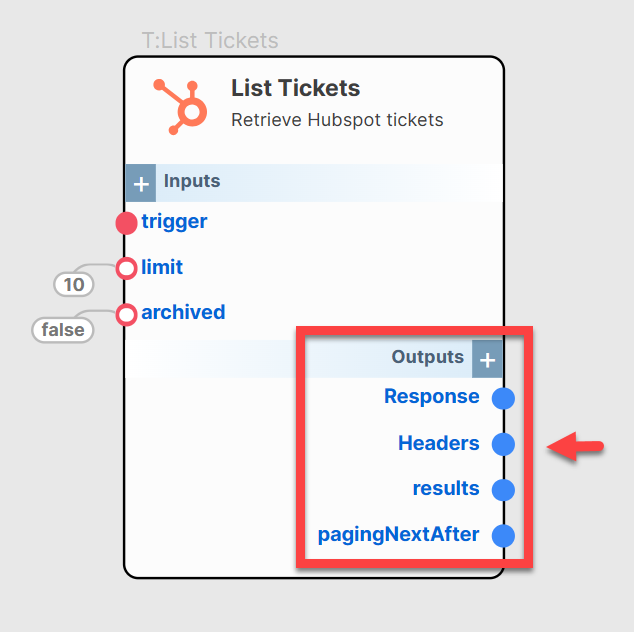 T:List Tickets
List Tickets
Retrieve Hubspot tickets
+ Inputs
trigger
limit
10
archived
false
Outputs +
Response
Headers
results
pagingNextAfter